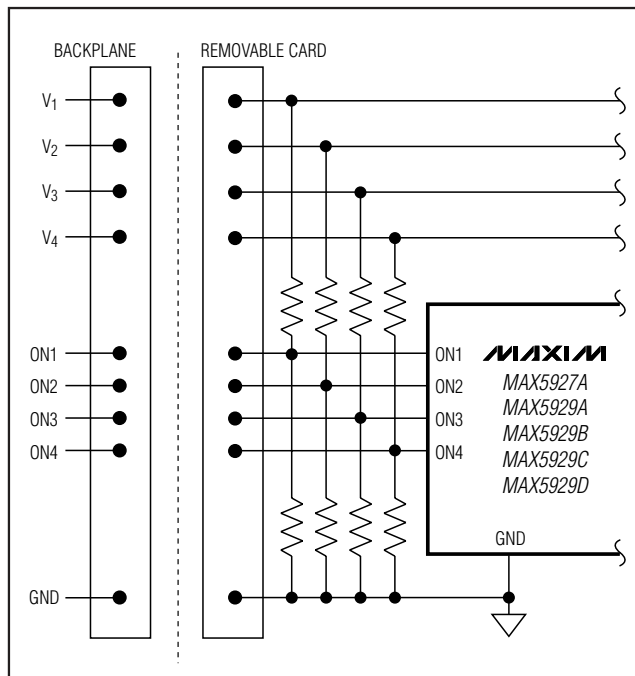 BACKPLANE
REMOVABLE CARD
V1
V2
V3
V4
ON1
ON2
ON3
ON4
GND
ON1
ON2
ON3
ON4
MAXIM
MAX5927A
MAX5929A
MAX5929B
MAX5929C
MAX5929D
GND